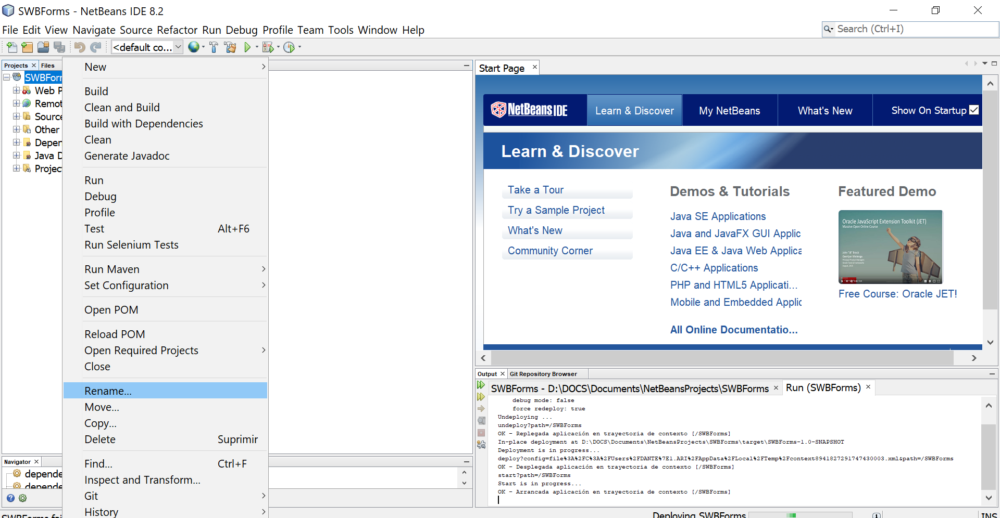 SWBForms - NetBeans IDE 8.2
File Edit View Navigate Source Refactor Run Debug Profile Team Tools Window Help
Search (Ctrl+I)
<default co...
Projects
Files
SWBForm
Web P
Remot
Source
Other
Depen
Java D
Project
New
Build
Clean and Build
Build with Dependencies
Clean
Generate Javadoc
Run
Debug
Profile
Test Alt+F6
Run Selenium Tests
Run Maven
Set Configuration
Open POM
Reload POM
Open Required Projects
Close
Rename...
Move...
Copy...
Delete Suprimir
Find... Ctrl+F
Inspect and Transform...
Git
History
Navigator
depende
depende
Start Page
NetBeans IDE
Learn & Discover
My NetBeans
What's New
Show On Startup
Learn & Discover
Take a Tour
Try a Sample Project
What's New
Community Corner
Demos & Tutorials
Java SE Applications
Java and JavaFX GUI Applic
Java EE & Java Web Applica
C/C++ Applications
PHP and HTML5 Applicati...
Mobile and Embedded Applic
All Online Documentatio...
Featured Demo
Oracle JavaScript Extension Toolkit (JET)
Massive Open Online Course
Free Course: Oracle JET!
Output
Git Repository Browser
SWBForms - D:\DOCS\Documents\NetBeansProjects\SWBForms
Run (SWBForms)
debug mode: false
force redeploy: true
Undeploying ...
undeploy?path=/SWBForms
OK - Replegada aplicación en trayectoria de contexto [/SWBForms]
In-place deployment at D:\DOCS\Documents\NetBeansProjects\SWBForms\target\SWBForms-1.0-SNAPSHOT
Deployment is in progress...
deploy?config=file%3A%2FC%3A%2FUsers%2FDANTE%7E1.ARI%2FAppData%2FLocal%2FTemp%2Fcontext8941827291747430003.xml&path=/SWBForms
OK - Desplegada aplicación en trayectoria de contexto [/SWBForms]
start?path=/SWBForms
Start is in progress...
OK - Arrancada aplicación en trayectoria de contexto [/SWBForms]
SWBForms fai
Deploying SWBForms
INS